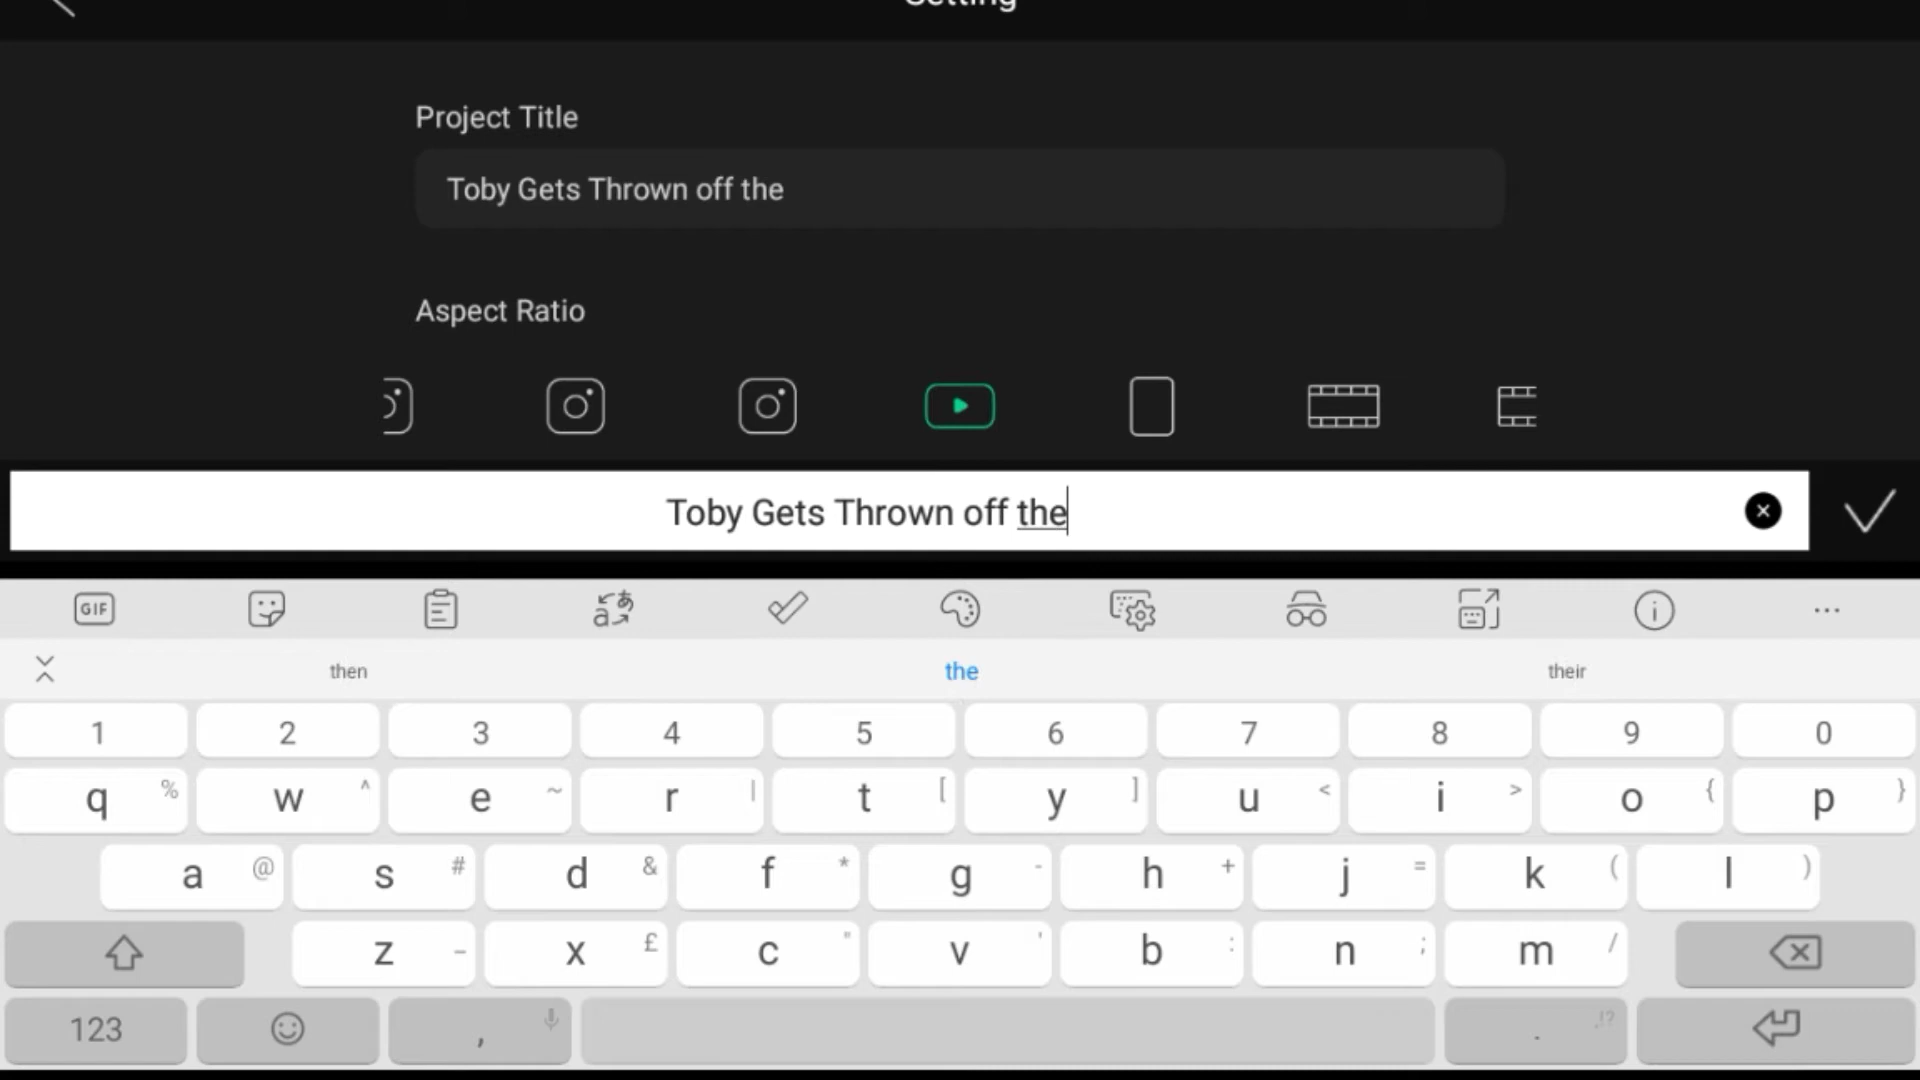 Setting
Project Title
Toby Gets Thrown off the
Aspect Ratio
Toby Gets Thrown off the
GIF
then the their
1 2 3 4 5 6 7 8 9 0
q % w ^ e ~ r | t [ y ] u < i > o { p }
a @ s # d & f * g - h + j = k ( l )
z _ x £ c " v ' b : n ; m /
123 , . .!?